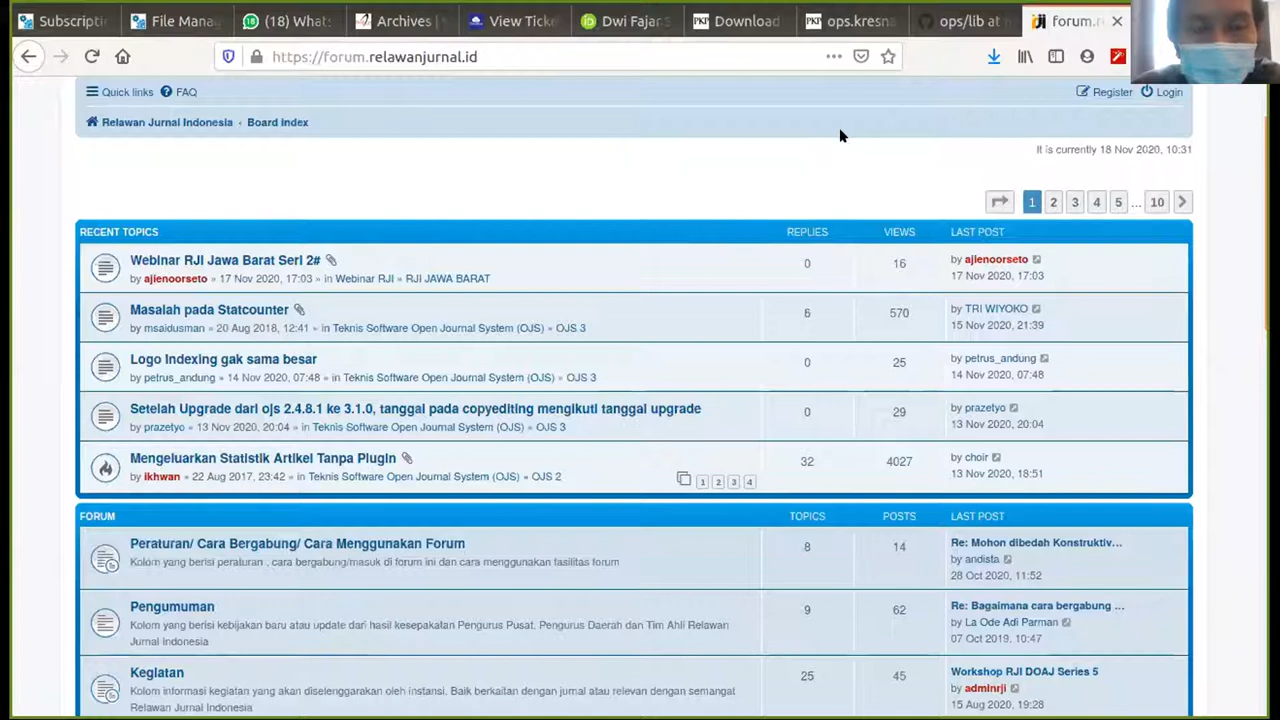 Subscripti
File Mana
(18) What
Archives |
View Ticke
Dwi Fajar
Download
ops.kresna
ops/lib at
forum.re
https://forum.relawanjurnal.id
Quick links FAQ
Register Login
Relawan Jurnal Indonesia ‹ Board index
It is currently 18 Nov 2020, 10:31
1 2 3 4 5 ... 10
RECENT TOPICS REPLIES VIEWS LAST POST
Webinar RJI Jawa Barat Seri 2# 0 16 by ajienoorseto
by ajienoorseto » 17 Nov 2020, 17:03 » in Webinar RJI » RJI JAWA BARAT 17 Nov 2020, 17:03
Masalah pada Statcounter 6 570 by TRI WIYOKO
by msaidusman » 20 Aug 2018, 12:41 » in Teknis Software Open Journal System (OJS) » OJS 3 15 Nov 2020, 21:39
Logo Indexing gak sama besar 0 25 by petrus_andung
by petrus_andung » 14 Nov 2020, 07:48 » in Teknis Software Open Journal System (OJS) » OJS 3 14 Nov 2020, 07:48
Setelah Upgrade dari ojs 2.4.8.1 ke 3.1.0, tanggal pada copyediting mengikuti tanggal upgrade 0 29 by prazetyo
by prazetyo » 13 Nov 2020, 20:04 » in Teknis Software Open Journal System (OJS) » OJS 3 13 Nov 2020, 20:04
Mengeluarkan Statistik Artikel Tanpa Plugin 32 4027 by choir
by ikhwan » 22 Aug 2017, 23:42 » in Teknis Software Open Journal System (OJS) » OJS 2 1 2 3 4 13 Nov 2020, 18:51
FORUM TOPICS POSTS LAST POST
Peraturan/ Cara Bergabung/ Cara Menggunakan Forum 8 14 Re: Mohon dibedah Konstruktiv...
Kolom yang berisi peraturan , cara bergabung/masuk di forum ini dan cara menggunakan fasilitas forum by andista
28 Oct 2020, 11:52
Pengumuman 9 62 Re: Bagaimana cara bergabung ...
Kolom yang berisi kebijakan baru atau update dari hasil kesepakatan Pengurus Pusat. Pengurus Daerah dan Tim Ahli Relawan by La Ode Adi Parman
Jurnal Indonesia 07 Oct 2019, 10:47
Kegiatan 25 45 Workshop RJI DOAJ Series 5
Kolom informasi kegiatan yang akan diselenggarakan oleh instansi. Baik berkaitan dengan jurnal atau relevan dengan semangat by adminrji
Relawan Jurnal Indonesia 15 Aug 2020, 19:28